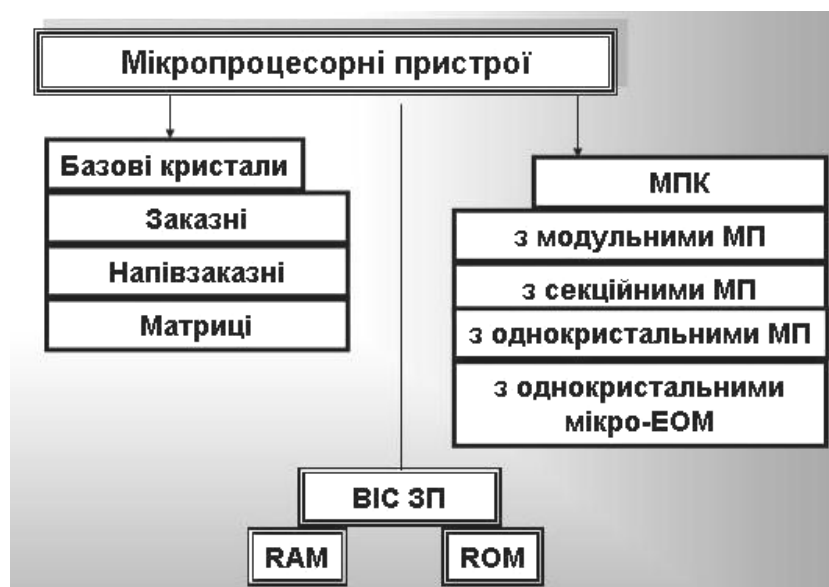 Мікропроцесорні пристрої
Базові кристали
Заказні
Напівзаказні
Матриці
МПК
з модульними МП
з секційними МП
з однокристальними МП
з однокристальними
мікро-ЕОМ
ВІС ЗП
RAM
ROM